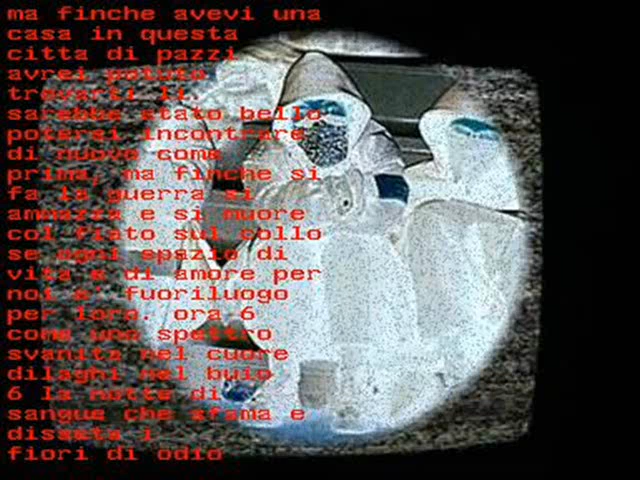 ma finche avevi una
casa in questa
citta di pazzi
avrei potuto
trovarti li.
sarebbe stato bello
potersi incontrare
di nuovo come
prima, ma finche si
fa la guerra si
ammazza e si muore
col fiato sul collo
se ogni spazio di
vita e di amore per
noi e' fuoriluogo
per loro. ora 6
come uno spettro
svanita nel cuore
dilaghi nel buio
6 la notte di
sangue che sfama e
disseta i
fiori di odio